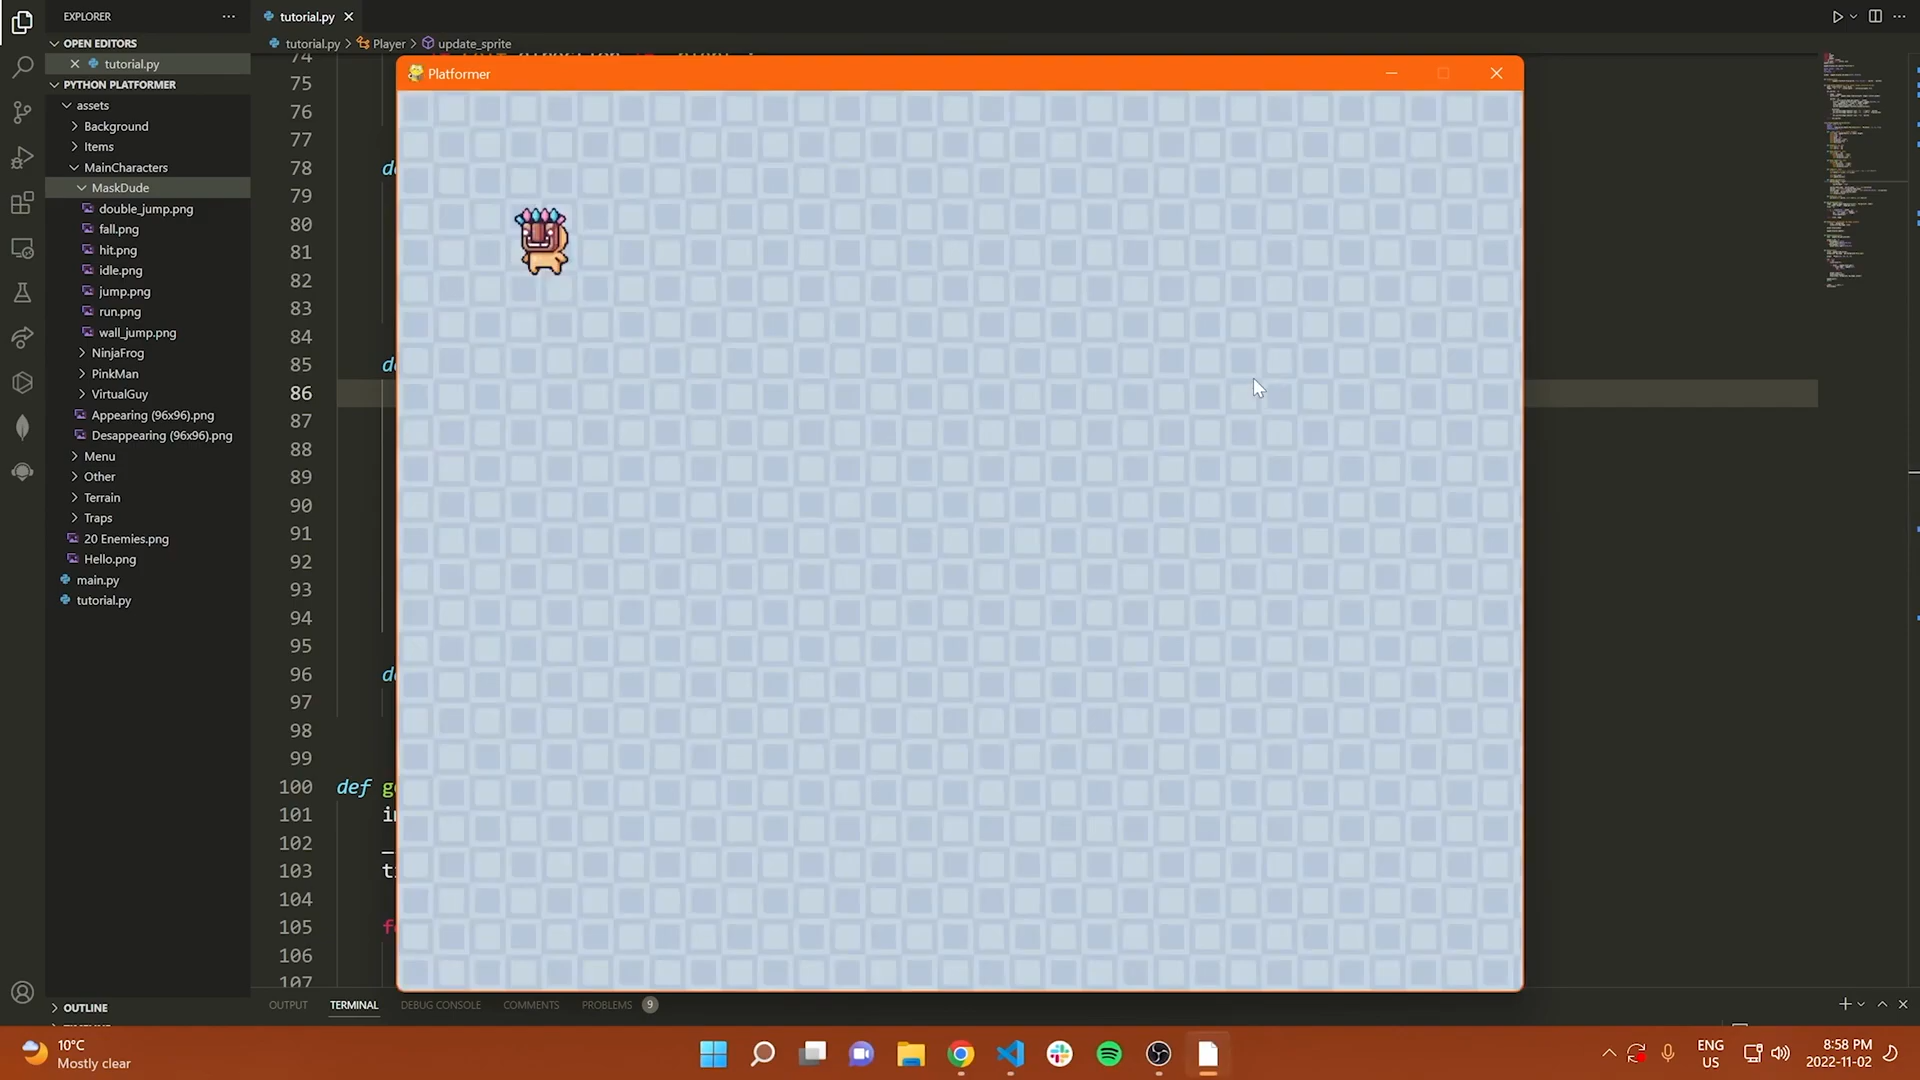 EXPLORER
tutorial.py
OPEN EDITORS
tutorial.py > Player > update_sprite
tutorial.py
74
PYTHON PLATFORMER
Platformer
75
assets
76
Background
77
Items
78 de
MainCharacters
79
MaskDude
80
double_jump.png
81
fall.png
82
hit.png
83
idle.png
84
jump.png
85 de
run.png
86
wall_jump.png
87
NinjaFrog
88
PinkMan
89
VirtualGuy
90
Appearing (96x96).png
91
Desappearing (96x96).png
92
Menu
93
Other
94
Terrain
95
Traps
96 de
20 Enemies.png
97
Hello.png
98
main.py
99
tutorial.py
100 def g
101
102
103
104
105
106
107
OUTLINE
OUTPUT TERMINAL DEBUG CONSOLE COMMENTS PROBLEMS 9
10°C
Mostly clear
ENG
US
8:58 PM
2022-11-02